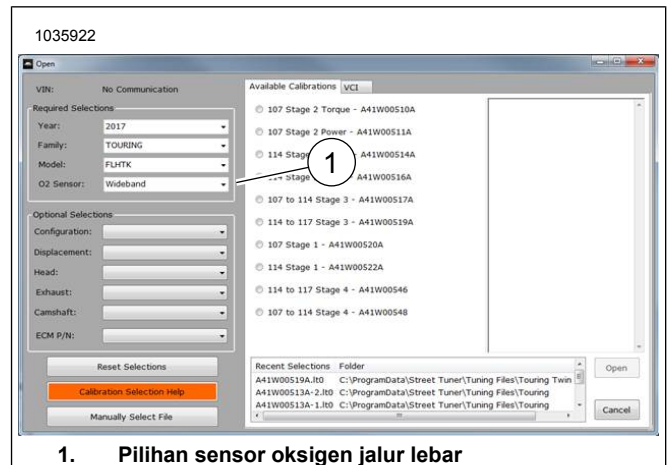 1035922
Open
VIN: No Communication
Required Selections
Year: 2017
Family: TOURING
Model: FLHTK
O2 Sensor: Wideband
Optional Selections
Configuration:
Displacement:
Head:
Exhaust:
Camshaft:
ECM P/N:
Reset Selections
Calibration Selection Help
Manually Select File
Available Calibrations VCI
107 Stage 2 Torque - A41W00510A
107 Stage 2 Power - A41W00511A
114 Stage A41W00514A
Stage A41W00516A
107 to 114 Stage 3 - A41W00517A
114 to 117 Stage 3 - A41W00519A
107 Stage 1 - A41W00520A
114 Stage 1 - A41W00522A
114 to 117 Stage 4 - A41W00546
107 to 114 Stage 4 - A41W00548
1
Recent Selections Folder
A41W00519A.lt0 C:\ProgramData\Street Tuner\Tuning Files\Touring Twin
A41W00513A-2.lt0 C:\ProgramData\Street Tuner\Tuning Files\Touring
A41W00513A-1.lt0 C:\ProgramData\Street Tuner\Tuning Files\Touring
Open
Cancel
1. Pilihan sensor oksigen jalur lebar